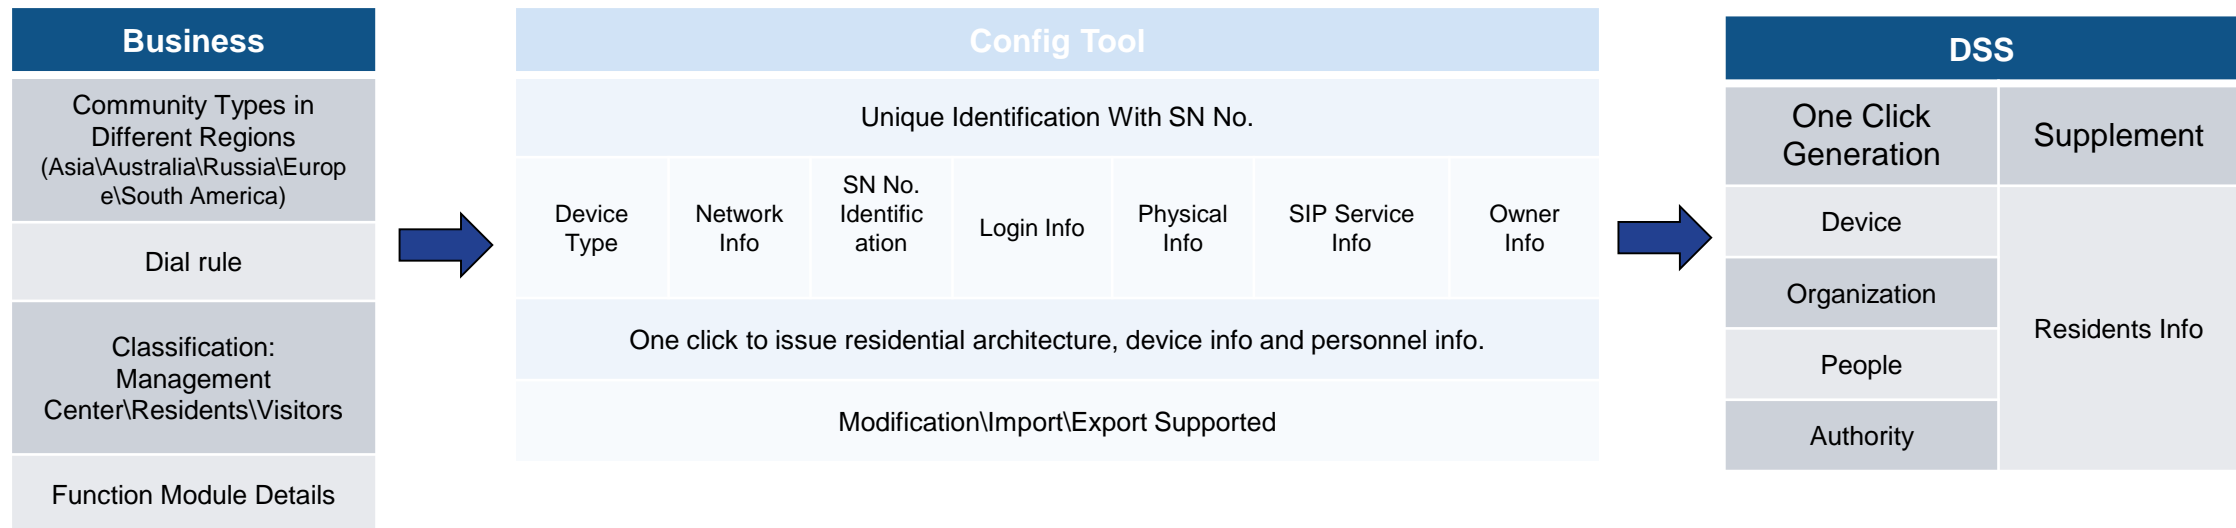 Business
Community Types in
Different Regions
(Asia\Australia\Russia\Europ
e\South America)
Dial rule
Classification:
Management
Center\Residents\Visitors
Function Module Details
Config Tool
Unique Identification With SN No.
Device
Type
Network
Info
SN No.
Identific
ation
Login Info
Physical
Info
SIP Service
Info
Owner
Info
One click to issue residential architecture, device info and personnel info.
Modification\Import\Export Supported
DSS
One Click
Generation
Supplement
Device
Organization
People
Authority
Residents Info